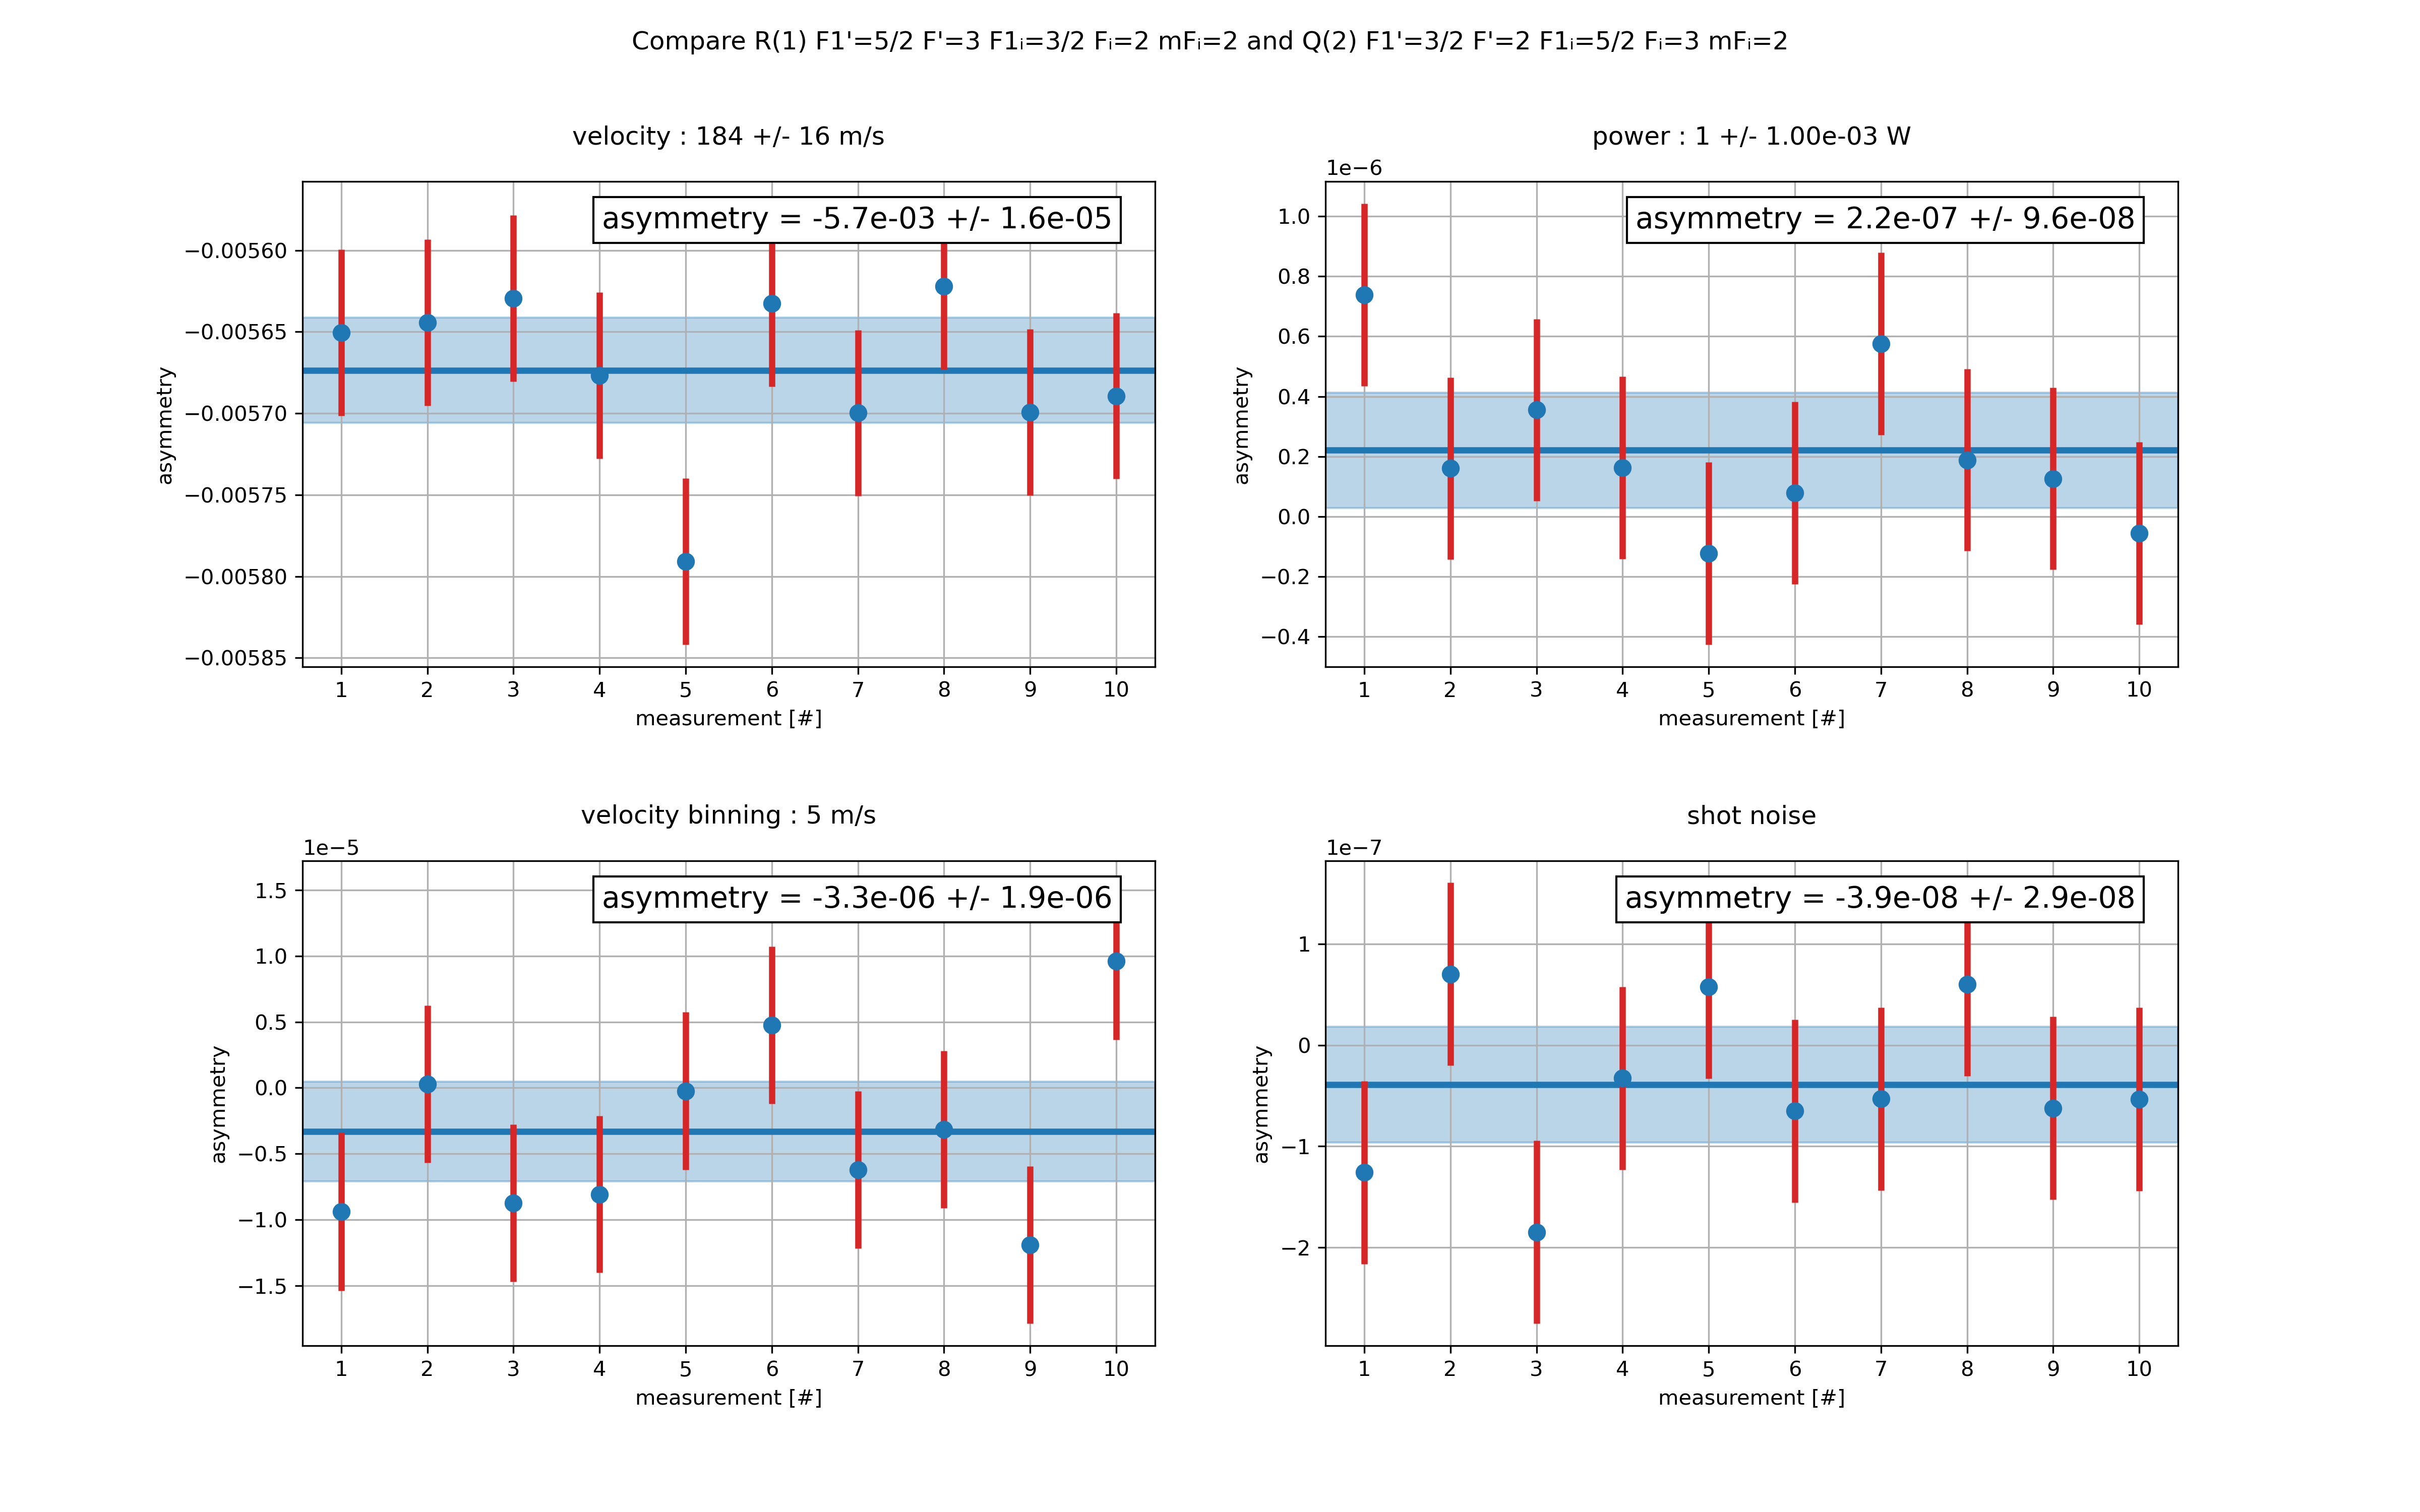 Compare R(1) F1'=5/2 F'=3 F1ᵢ=3/2 Fᵢ=2 mFᵢ=2 and Q(2) F1'=3/2 F'=2 F1ᵢ=5/2 Fᵢ=3 mFᵢ=2
velocity : 184 +/- 16 m/s
asymmetry = -5.7e-03 +/- 1.6e-05
−0.00560
−0.00565
−0.00570
−0.00575
−0.00580
−0.00585
asymmetry
1 2 3 4 5 6 7 8 9 10
measurement [#]
power : 1 +/- 1.00e-03 W
1e−6
asymmetry = 2.2e-07 +/- 9.6e-08
1.0
0.8
0.6
0.4
0.2
0.0
−0.2
−0.4
asymmetry
1 2 3 4 5 6 7 8 9 10
measurement [#]
velocity binning : 5 m/s
1e−5
asymmetry = -3.3e-06 +/- 1.9e-06
1.5
1.0
0.5
0.0
−0.5
−1.0
−1.5
asymmetry
1 2 3 4 5 6 7 8 9 10
measurement [#]
shot noise
1e−7
asymmetry = -3.9e-08 +/- 2.9e-08
1
0
−1
−2
asymmetry
1 2 3 4 5 6 7 8 9 10
measurement [#]